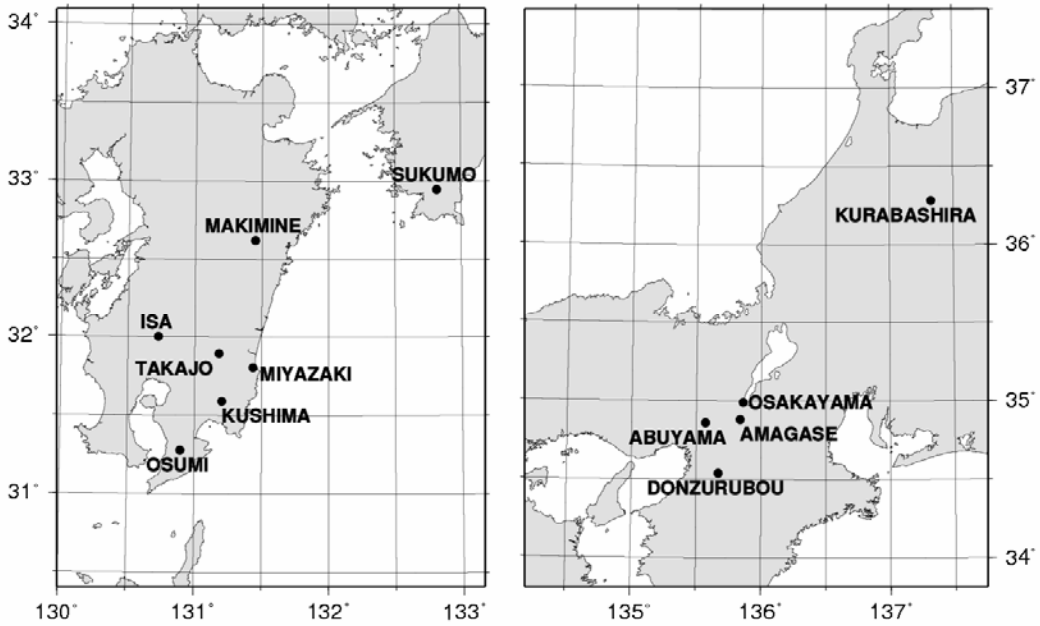 34°
33°
32°
31°
130°
131°
132°
133°
SUKUMO
MAKIMINE
ISA
TAKAJO
MIYAZAKI
KUSHIMA
OSUMI
37°
36°
35°
34°
135°
136°
137°
KURABASHIRA
OSAKAYAMA
ABUYAMA
AMAGASE
DONZURUBOU